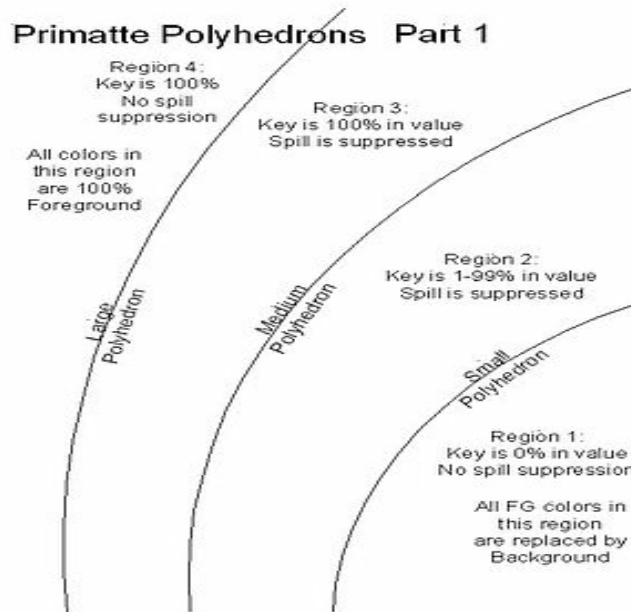 Primatte Polyhedrons Part 1
Region 4:
Key is 100%
No spill
suppression
All colors in
this region
are 100%
Foreground
Region 3:
Key is 100% in value
Spill is suppressed
Region 2:
Key is 1-99% in value
Spill is suppressed
Large
Polyhedron
Medium
Polyhedron
Small
Polyhedron
Region 1:
Key is 0% in value
No spill suppression
All FG colors in
this region
are replaced by
Background